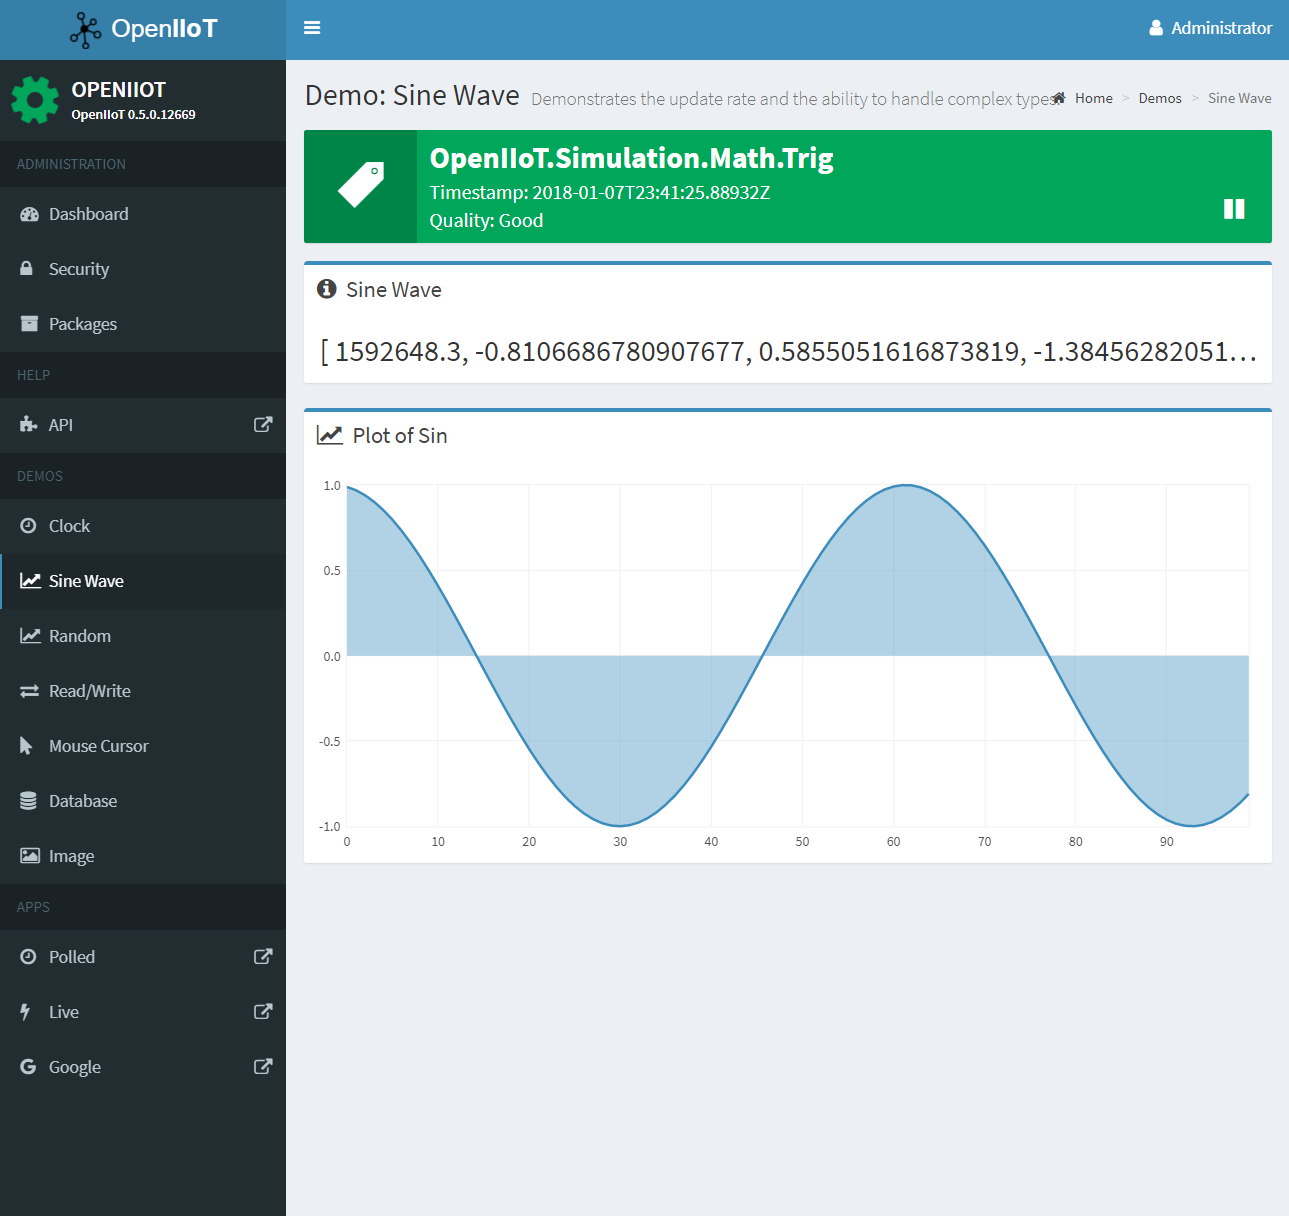 OpenIIoT
Administrator
OPENIIOT
OpenIIoT 0.5.0.12669
ADMINISTRATION
Dashboard
Security
Packages
HELP
API
DEMOS
Clock
Sine Wave
Random
Read/Write
Mouse Cursor
Database
Image
APPS
Polled
Live
Google
Demo: Sine Wave Demonstrates the update rate and the ability to handle complex types.
Home > Demos > Sine Wave
OpenIIoT.Simulation.Math.Trig
Timestamp: 2018-01-07T23:41:25.88932Z
Quality: Good
Sine Wave
[ 1592648.3, -0.8106686780907677, 0.5855051616873819, -1.38456282051...
Plot of Sin
1.0
0.5
0.0
-0.5
-1.0
0 10 20 30 40 50 60 70 80 90